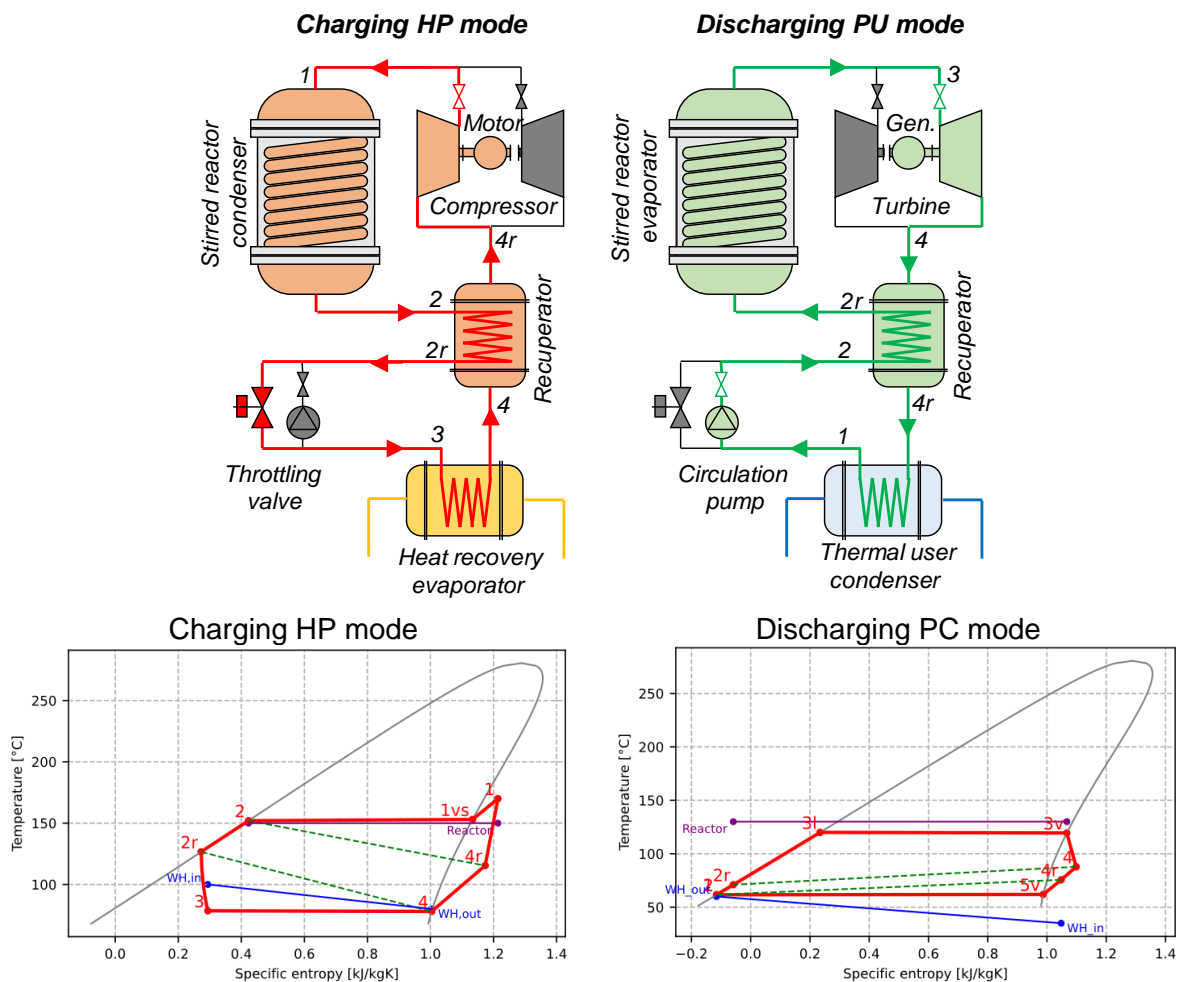 Charging HP mode
Discharging PU mode
1
3
Motor
Gen.
Stirred reactor
condenser
Stirred reactor
evaporator
Compressor
Turbine
4r
4
2
2r
Recuperator
Recuperator
2r
2
4
4r
3
1
Throttling
valve
Circulation
pump
Heat recovery
evaporator
Thermal user
condenser
Charging HP mode
Temperature [°C]
250
200
150
100
0.0 0.2 0.4 0.6 0.8 1.0 1.2 1.4
Specific entropy [kJ/kgK]
1
1vs
2
Reactor
2r
4r
WH,in
3
4
WH,out
Discharging PC mode
Temperature [°C]
250
200
150
100
50
−0.2 0.0 0.2 0.4 0.6 0.8 1.0 1.2 1.4
Specific entropy [kJ/kgK]
Reactor
3l
3v
4
2r
4r
WH_out
5v
WH_in